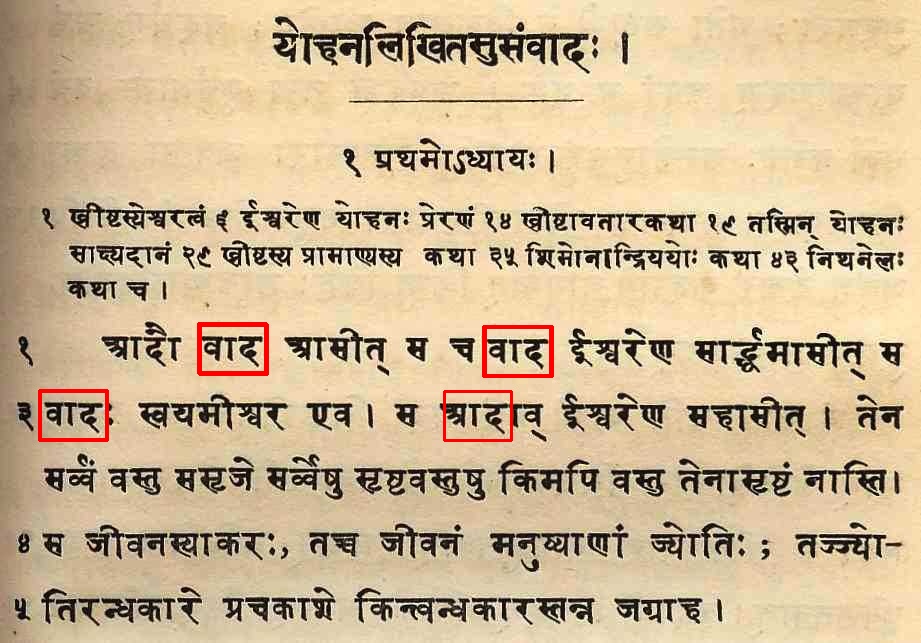 योहनलिखितसुसंवादः ।
१ प्रथमोऽध्यायः ।
१ ख्रीष्टस्येश्वरत्वं ६ ईश्वरेण योहनः प्रेरणं १४ ख्रीष्टावतारकथा १९ तस्मिन् योहनः
साक्ष्यदानं २९ ख्रीष्टस्य प्रामाण्यस्य कथा ३५ शिमोनान्द्रिययोः कथा ४३ निथनेलः
कथा च ।
१ आदौ वाद आसीत् स च वाद ईश्वरेण सार्द्धमासीत् स
३ वादः स्वयमीश्वर एव । स आदाव् ईश्वरेण सहासीत् । तेन
सर्व्वं वस्तु ससृजे सर्व्वेषु सृष्टवस्तुषु किमपि वस्तु तेनासृष्टं नास्ति।
४ स जीवनस्याकरः, तच्च जीवनं मनुष्याणां ज्योतिः ; तज्ज्यो-
५ तिरन्धकारे प्रचकाशे किन्त्वन्धकारस्तन्न जग्राह ।